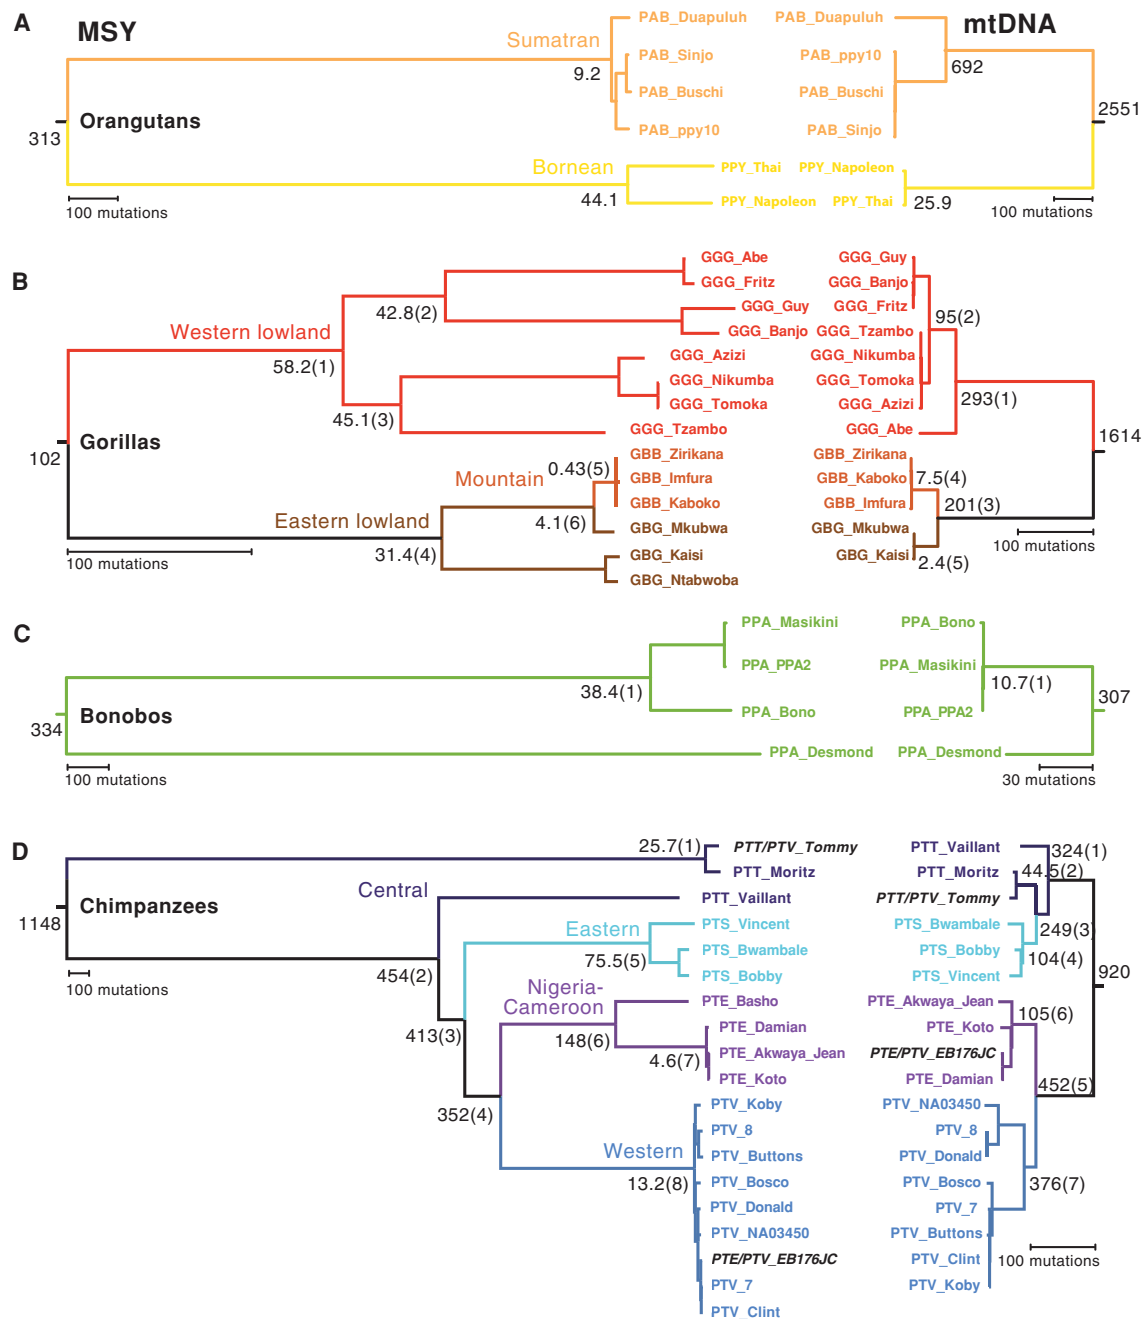 A
MSY
mtDNA
Sumatran
9.2
PAB_Duapuluh
PAB_Sinjo
PAB_Buschi
PAB_ppy10
PAB_Duapuluh
PAB_ppy10
PAB_Buschi
PAB_Sinjo
692
313
Orangutans
2551
Bornean
44.1
PPY_Thai
PPY_Napoleon
PPY_Napoleon
PPY_Thai
25.9
100 mutations
100 mutations
B
Western lowland
58.2(1)
42.8(2)
45.1(3)
GGG_Abe
GGG_Fritz
GGG_Guy
GGG_Banjo
GGG_Azizi
GGG_Nikumba
GGG_Tomoka
GGG_Tzambo
GGG_Guy
GGG_Banjo
GGG_Fritz
GGG_Tzambo
GGG_Nikumba
GGG_Tomoka
GGG_Azizi
GGG_Abe
95(2)
293(1)
102
Gorillas
1614
Mountain
0.43(5)
4.1(6)
Eastern lowland
31.4(4)
GBB_Zirikana
GBB_Imfura
GBB_Kaboko
GBG_Mkubwa
GBG_Kaisi
GBG_Ntabwoba
GBB_Zirikana
GBB_Kaboko
GBB_Imfura
GBG_Mkubwa
GBG_Kaisi
7.5(4)
201(3)
2.4(5)
100 mutations
100 mutations
C
38.4(1)
PPA_Masikini
PPA_PPA2
PPA_Bono
PPA_Desmond
PPA_Bono
PPA_Masikini
PPA_PPA2
PPA_Desmond
10.7(1)
334
Bonobos
307
100 mutations
30 mutations
D
25.7(1)
PTT/PTV_Tommy
PTT_Moritz
PTT_Vaillant
PTT_Vaillant
PTT_Moritz
PTT/PTV_Tommy
324(1)
44.5(2)
Central
1148
Chimpanzees
100
454(2)
Eastern
75.5(5)
PTS_Vincent
PTS_Bwambale
PTS_Bobby
PTS_Bwambale
PTS_Bobby
PTS_Vincent
249(3)
104(4)
920
413(3)
Nigeria-
Cameroon
148(6)
4.6(7)
PTE_Basho
PTE_Damian
PTE_Akwaya_Jean
PTE_Koto
PTE_Akwaya_Jean
PTE_Koto
PTE/PTV_EB176JC
PTE_Damian
105(6)
452(5)
352(4)
Western
13.2(8)
PTV_Koby
PTV_8
PTV_Buttons
PTV_Bosco
PTV_Donald
PTV_NA03450
PTE/PTV_EB176JC
PTV_7
PTV_Clint
PTV_NA03450
PTV_8
PTV_Donald
PTV_Bosco
PTV_7
PTV_Buttons
PTV_Clint
PTV_Koby
376(7)
100 mutations